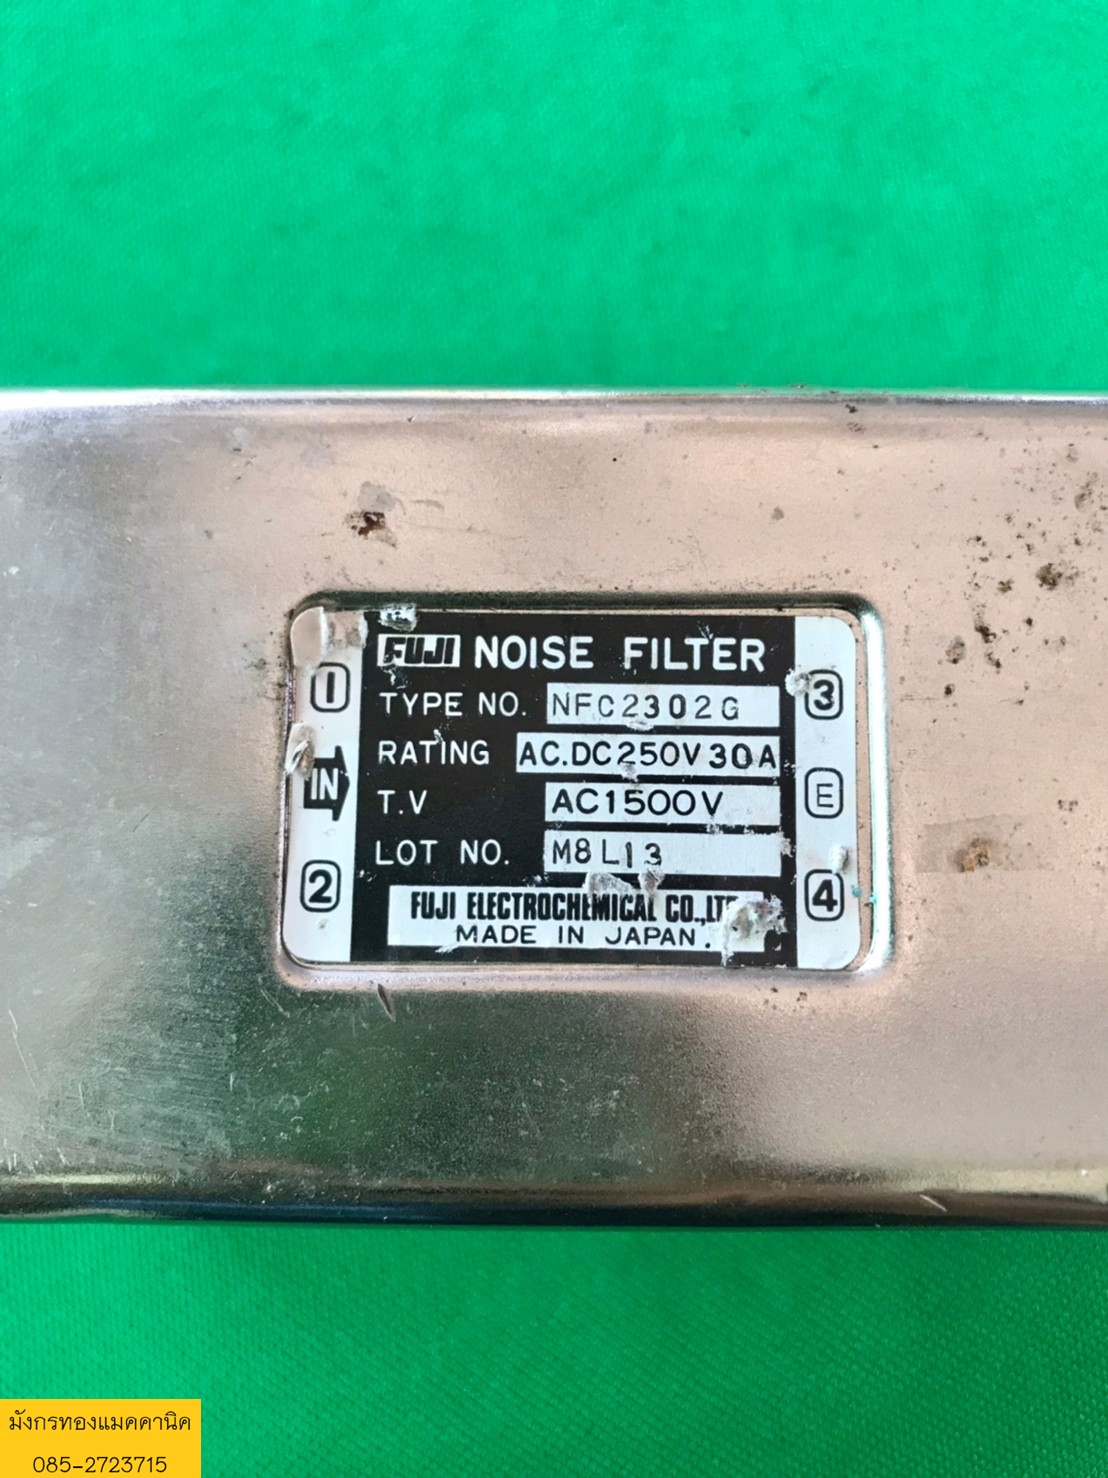 FUJI NOISE FILTER
TYPE NO. NFC2302G
RATING AC.DC250V30A
T.V AC1500V
LOT NO. M8L13
FUJI ELECTROCHEMICAL CO.,LTD
MADE IN JAPAN.
1
IN
2
3
E
4
มังกรทองแมคคานิค
085-2723715